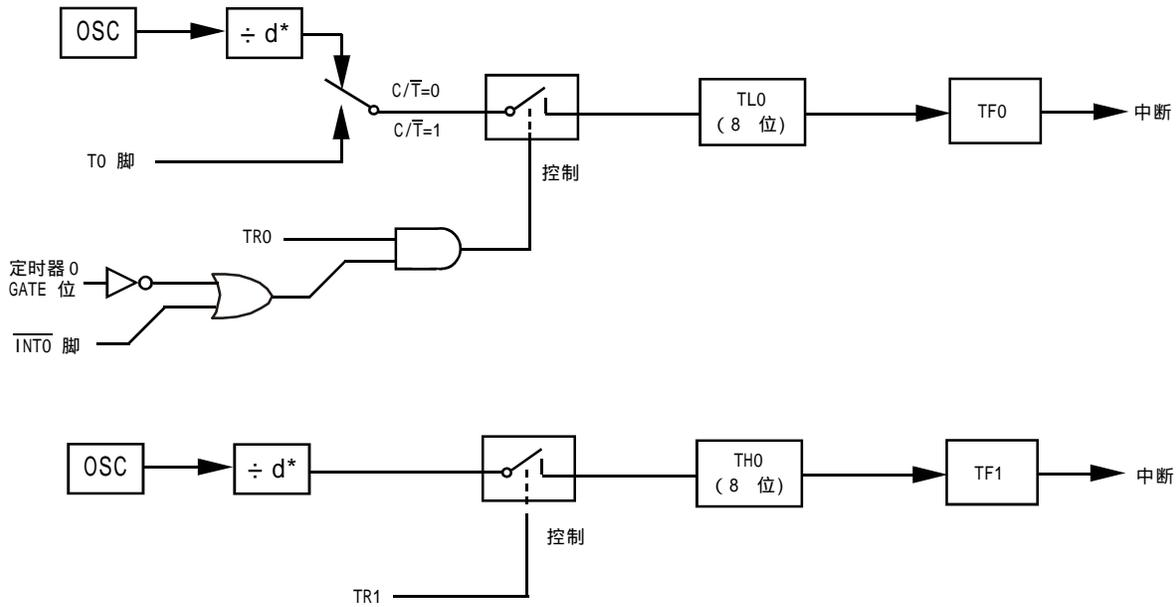 OSC
÷ d*
C/T̅=0
C/T̅=1
T0 脚
TL0
(8 位)
TF0
中断
控制
TR0
定时器0
GATE 位
I̅N̅T̅0̅ 脚
OSC
÷ d*
TH0
(8 位)
TF1
中断
控制
TR1